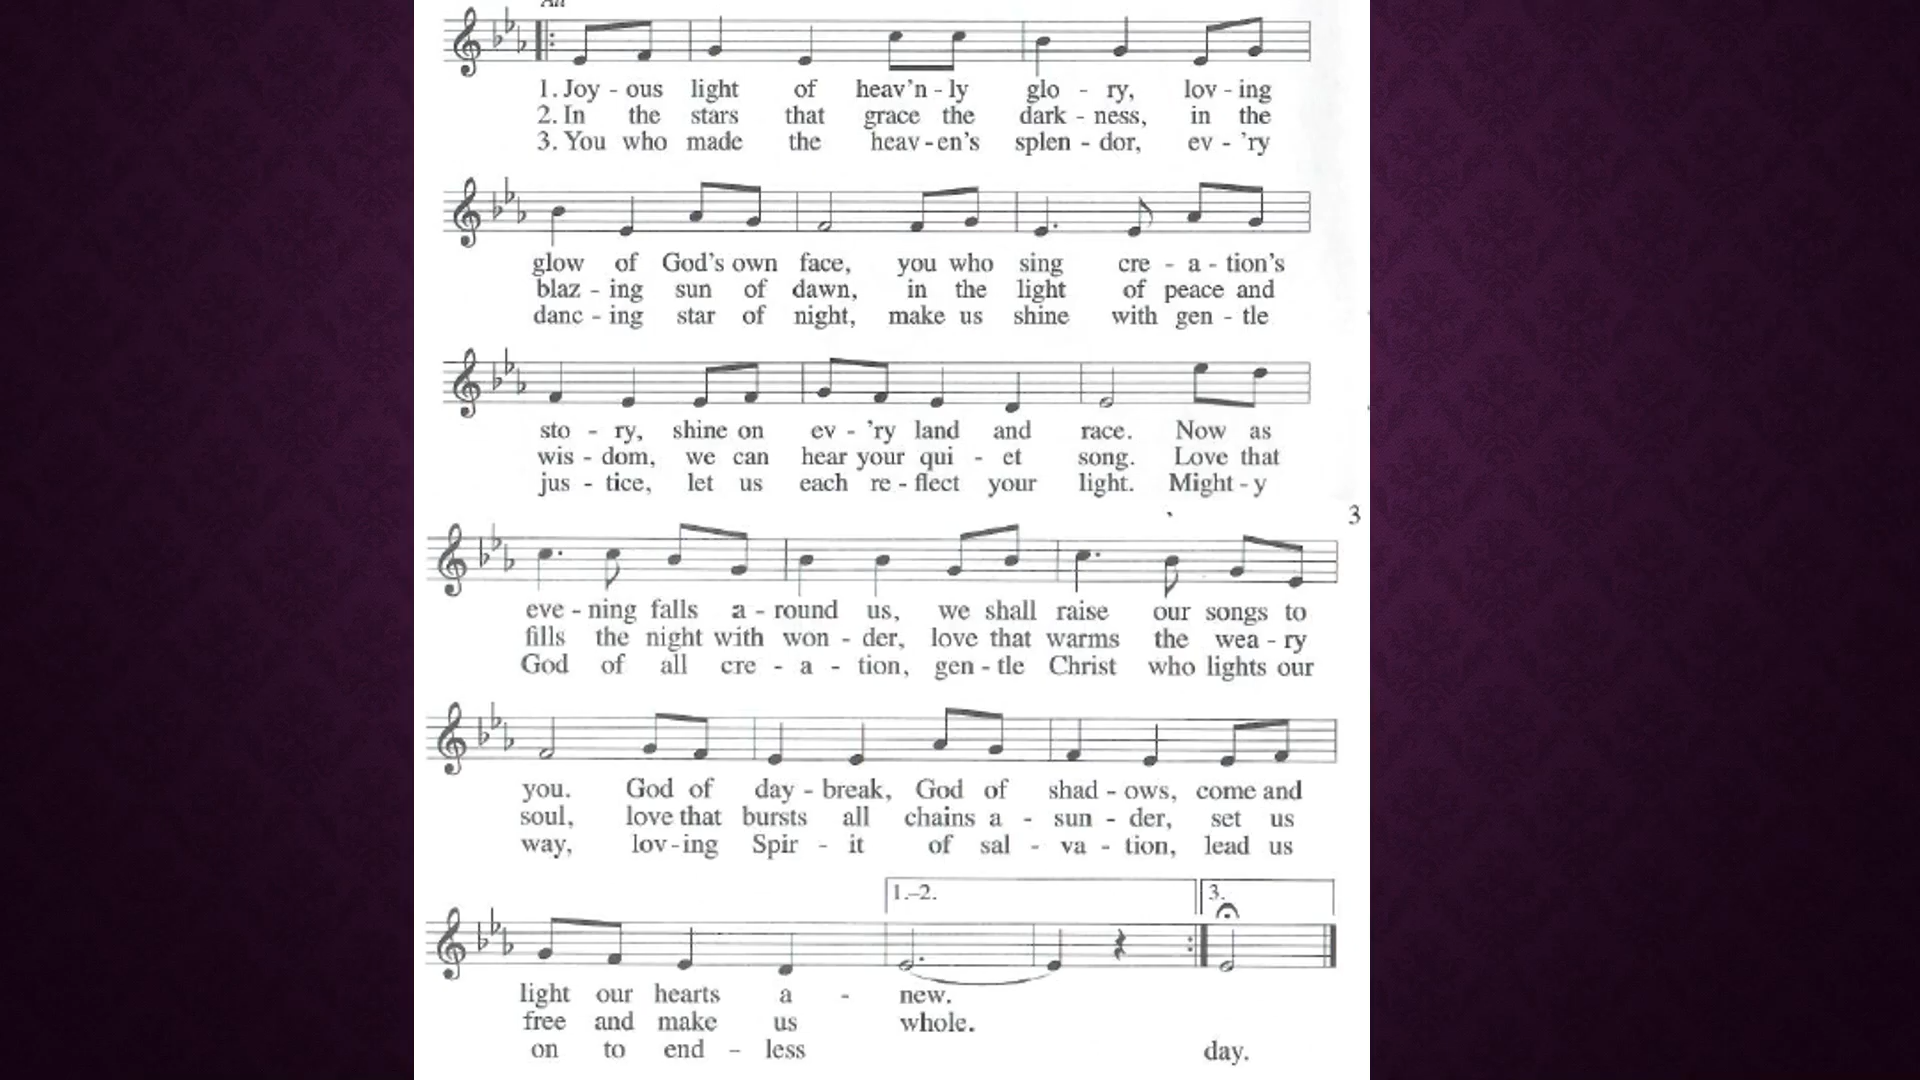 All
1. Joy - ous light of heav'n - ly glo - ry, lov - ing
2. In the stars that grace the dark - ness, in the
3. You who made the heav - en's splen - dor, ev - 'ry
glow of God's own face, you who sing cre - a - tion's
blaz - ing sun of dawn, in the light of peace and
danc - ing star of night, make us shine with gen - tle
sto - ry, shine on ev - 'ry land and race. Now as
wis - dom, we can hear your qui - et song. Love that
jus - tice, let us each re - flect your light. Might - y
3
eve - ning falls a - round us, we shall raise our songs to
fills the night with won - der, love that warms the wea - ry
God of all cre - a - tion, gen - tle Christ who lights our
you. God of day - break, God of shad - ows, come and
soul, love that bursts all chains a - sun - der, set us
way, lov - ing Spir - it of sal - va - tion, lead us
1.–2. 3.
light our hearts a - new.
free and make us whole.
on to end - less day.